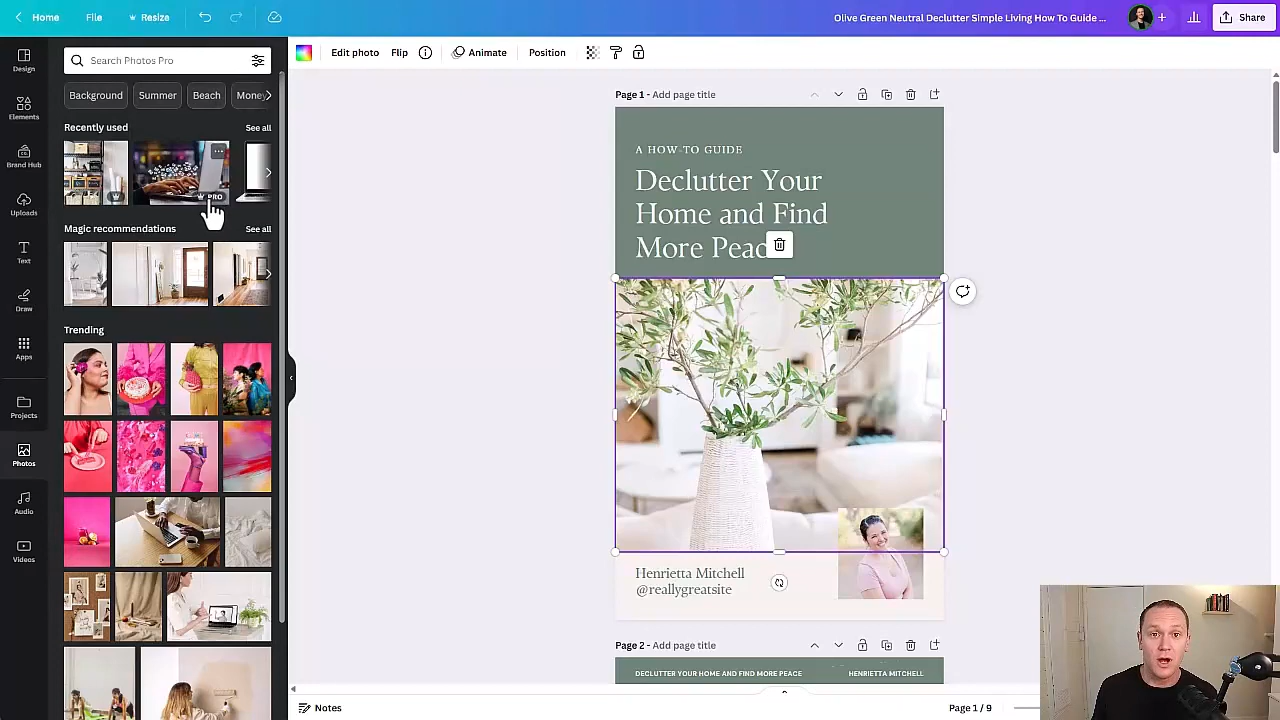 Home
File
Resize
Olive Green Neutral Declutter Simple Living How To Guide ...
Share
Edit photo
Flip
Animate
Position
Design
Elements
Brand Hub
Uploads
Text
Draw
Apps
Projects
Photos
Audio
Videos
Search Photos Pro
Background
Summer
Beach
Money
Recently used
See all
PRO
Magic recommendations
See all
Trending
Page 1 - Add page title
A HOW-TO GUIDE
Declutter Your
Home and Find
More Peac
Henrietta Mitchell
@reallygreatsite
Page 2 - Add page title
DECLUTTER YOUR HOME AND FIND MORE PEACE
HENRIETTA MITCHELL
Notes
Page 1 / 9